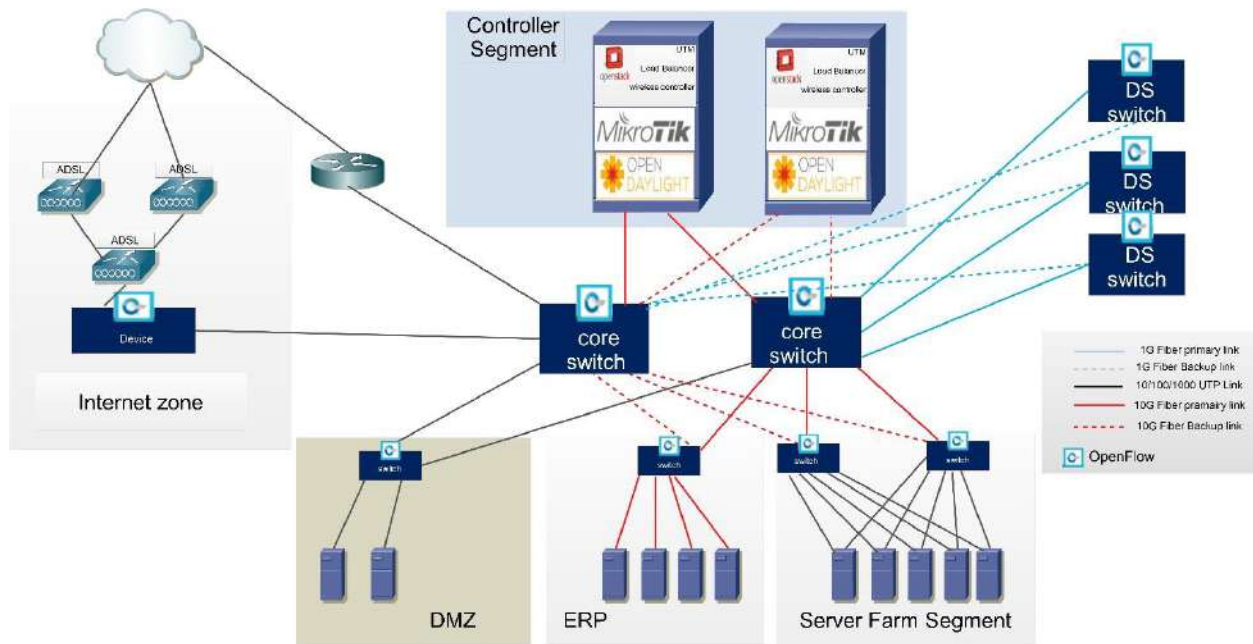 Controller
Segment
UTM
openstack
Load Balancer
wireless controller
MikroTik
OPEN
DAYLIGHT
UTM
openstack
Load Balancer
wireless controller
MikroTik
OPEN
DAYLIGHT
DS
switch
DS
switch
DS
switch
ADSL
ADSL
ADSL
Device
Internet zone
core
switch
core
switch
1G Fiber primary link
1G Fiber Backup link
10/100/1000 UTP Link
10G Fiber pramairy link
10G Fiber Backup link
OpenFlow
switch
switch
switch
switch
DMZ
ERP
Server Farm Segment